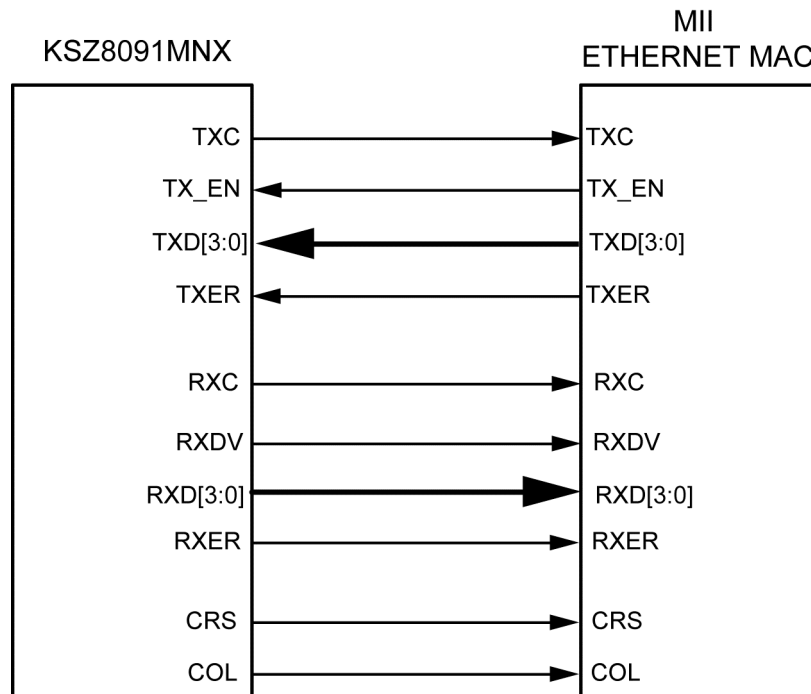 KSZ8091MNX
MII
ETHERNET MAC
TXC TXC
TX_EN TX_EN
TXD[3:0] TXD[3:0]
TXER TXER
RXC RXC
RXDV RXDV
RXD[3:0] RXD[3:0]
RXER RXER
CRS CRS
COL COL